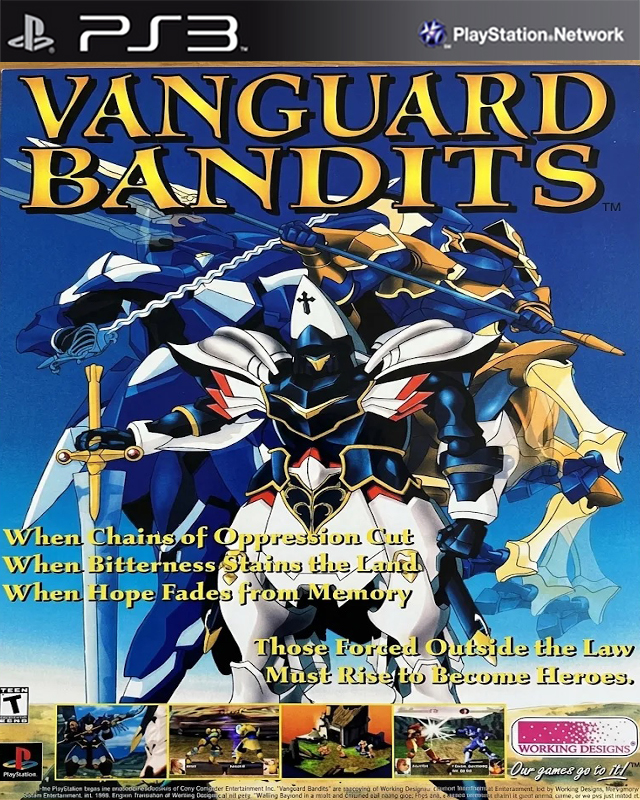 PS3 PlayStation Network
VANGUARD
BANDITS TM
When Chains of Oppression Cut
When Bitterness Stains the Land
When Hope Fades from Memory
Those Forced Outside the Law
Must Rise to Become Heroes.
TEEN
T
WORKING DESIGNS
Our games go to it!
PlayStation